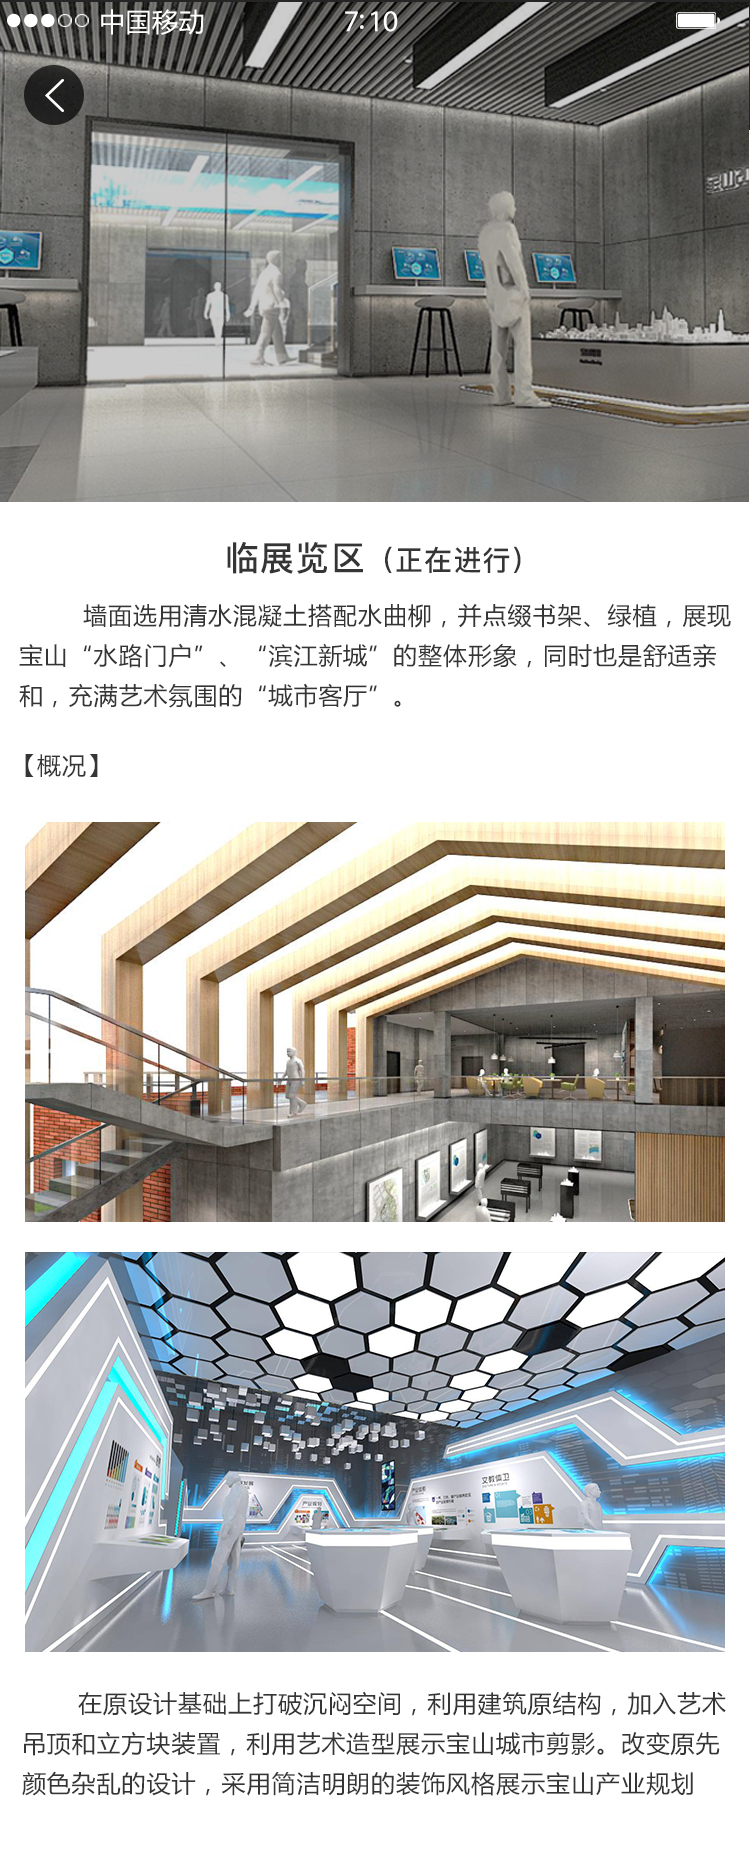 中国移动
7:10
宝山
临展览区（正在进行）
墙面选用清水混凝土搭配水曲柳，并点缀书架、绿植，展现
宝山“水路门户”、“滨江新城”的整体形象，同时也是舒适亲
和，充满艺术氛围的“城市客厅”。
【概况】
产业规划
文教体卫
在原设计基础上打破沉闷空间，利用建筑原结构，加入艺术
吊顶和立方块装置，利用艺术造型展示宝山城市剪影。改变原先
颜色杂乱的设计，采用简洁明朗的装饰风格展示宝山产业规划